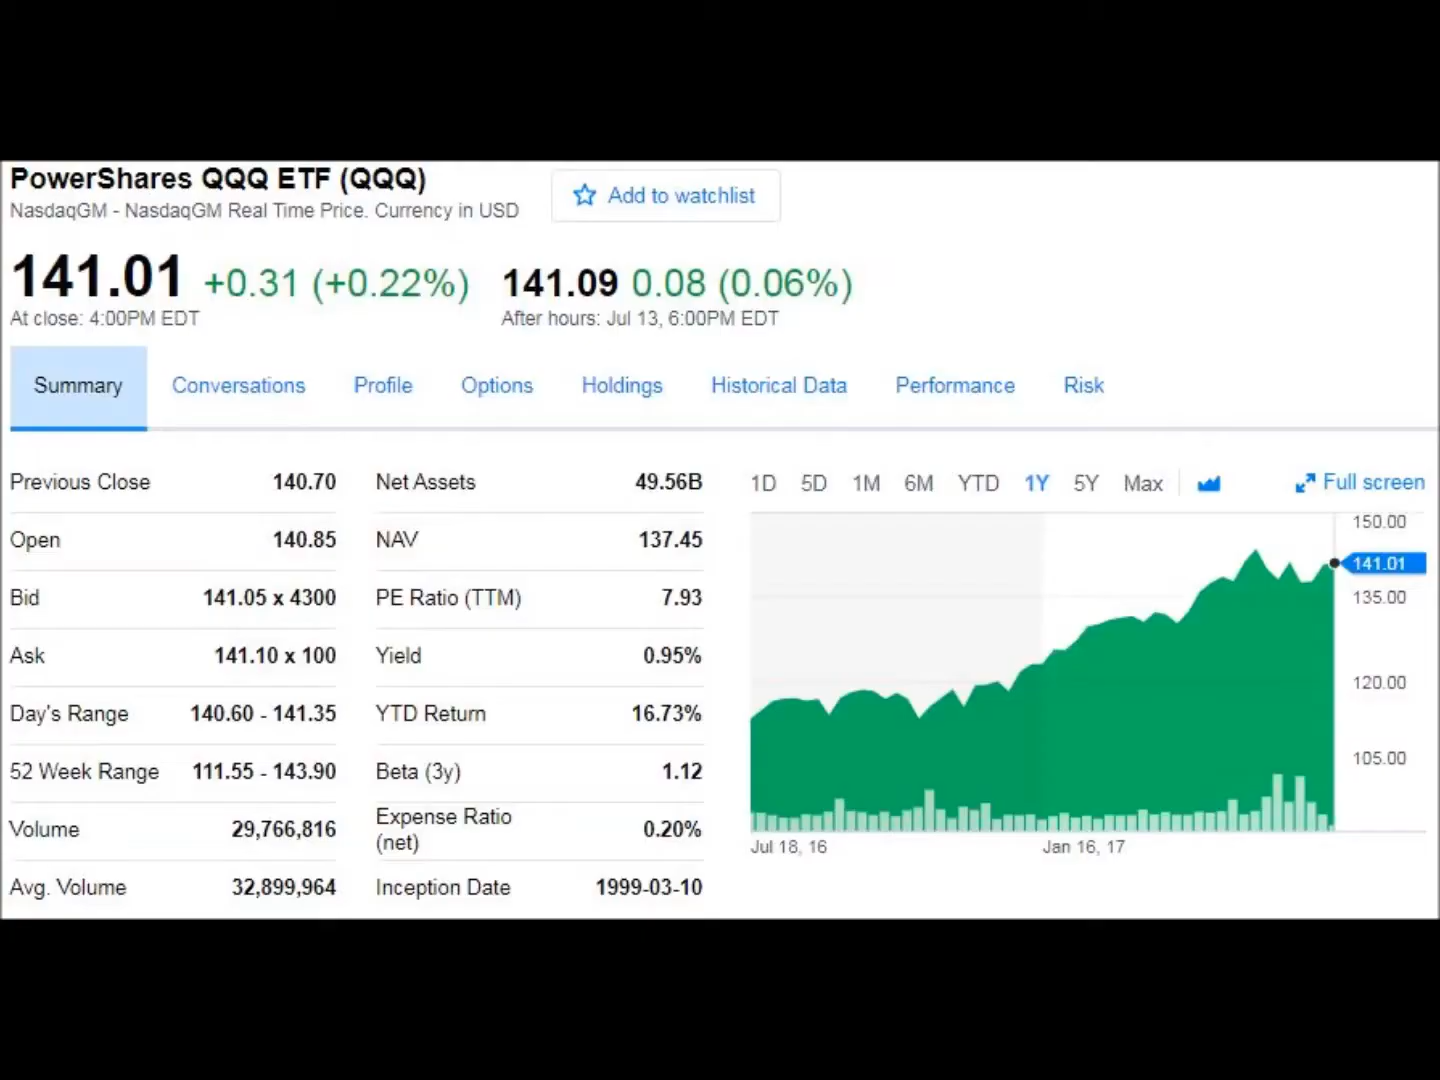 PowerShares QQQ ETF (QQQ)
NasdaqGM - NasdaqGM Real Time Price. Currency in USD
Add to watchlist
141.01 +0.31 (+0.22%)
At close: 4:00PM EDT
141.09 0.08 (0.06%)
After hours: Jul 13, 6:00PM EDT
Summary Conversations Profile Options Holdings Historical Data Performance Risk
Previous Close 140.70
Open 140.85
Bid 141.05 x 4300
Ask 141.10 x 100
Day's Range 140.60 - 141.35
52 Week Range 111.55 - 143.90
Volume 29,766,816
Avg. Volume 32,899,964
Net Assets 49.56B
NAV 137.45
PE Ratio (TTM) 7.93
Yield 0.95%
YTD Return 16.73%
Beta (3y) 1.12
Expense Ratio
(net) 0.20%
Inception Date 1999-03-10
1D 5D 1M 6M YTD 1Y 5Y Max Full screen
150.00
141.01
135.00
120.00
105.00
Jul 18, 16 Jan 16, 17